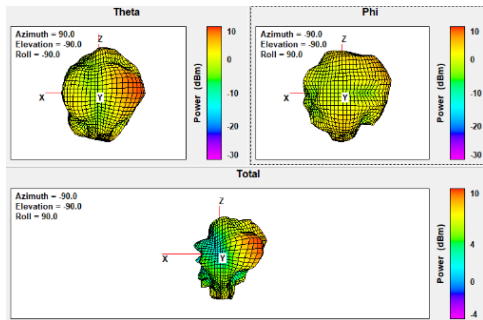 Theta
Azimuth = 90.0
Elevation = -90.0
Roll = -90.0
Z
X
Y
10
0
-10
-20
-30
Power (dBm)
Phi
Azimuth = -90.0
Elevation = -90.0
Roll = 90.0
Z
X
Y
10
0
-10
-20
-30
Power (dBm)
Total
Azimuth = -90.0
Elevation = -90.0
Roll = 90.0
Z
X
Y
10
4
0
-4
Power (dBm)